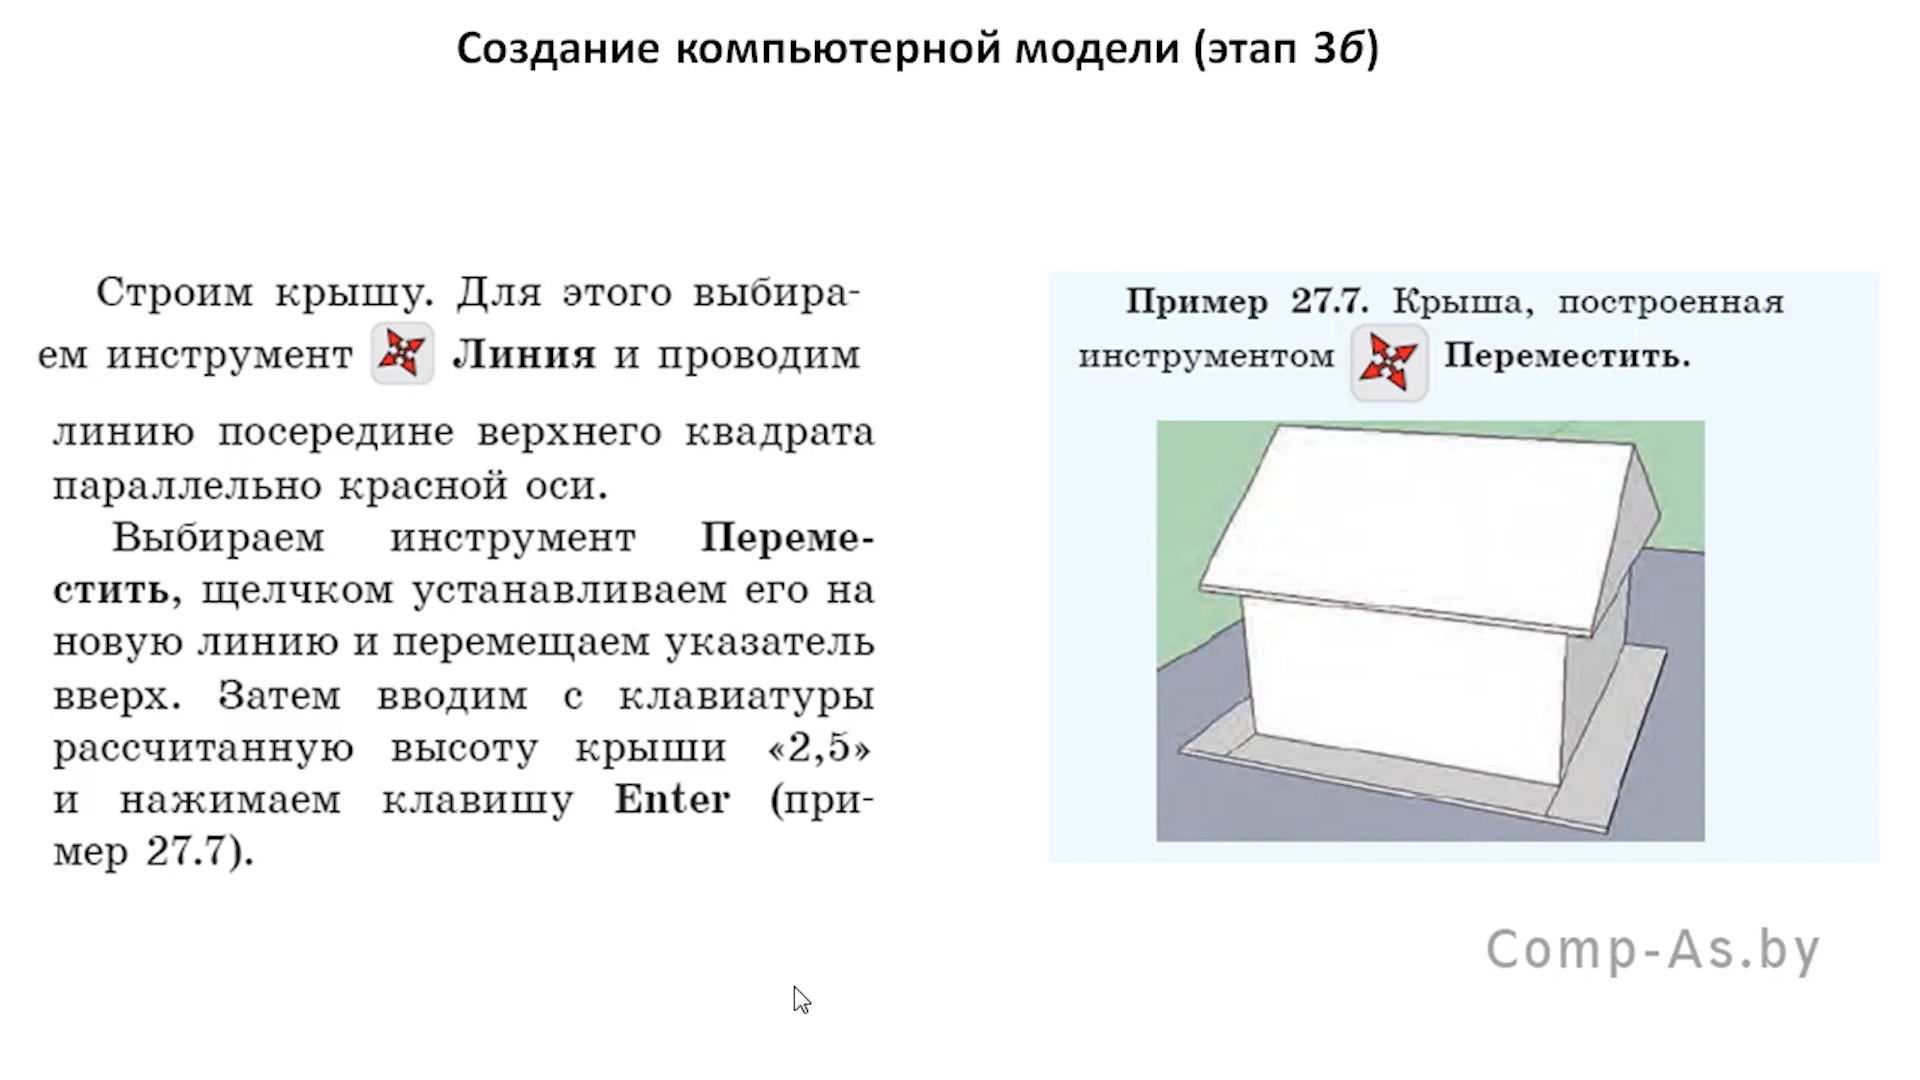 Создание компьютерной модели (этап 3б)
Строим крышу. Для этого выбира-
ем инструмент Линия и проводим
линию посередине верхнего квадрата
параллельно красной оси.
Выбираем инструмент Переме-
стить, щелчком устанавливаем его на
новую линию и перемещаем указатель
вверх. Затем вводим с клавиатуры
рассчитанную высоту крыши «2,5»
и нажимаем клавишу Enter (при-
мер 27.7).
Пример 27.7. Крыша, построенная
инструментом Переместить.
Comp-As.by